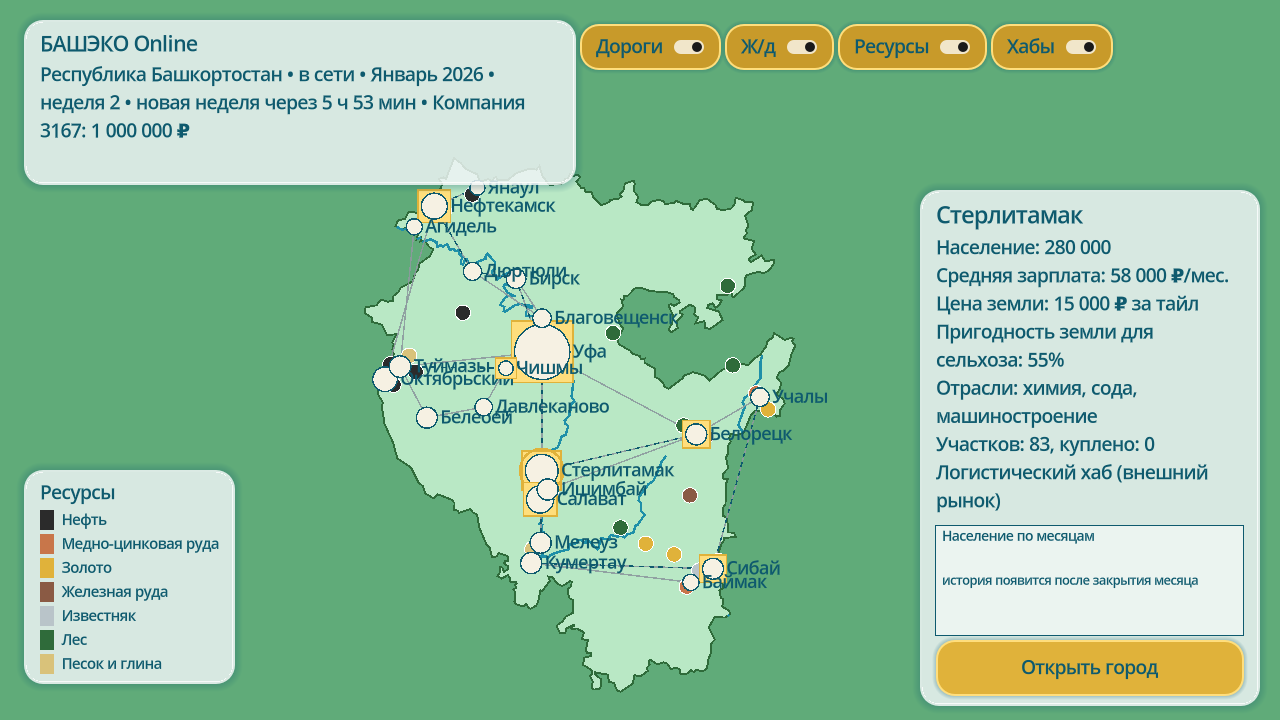 БАШЭКО Online
Республика Башкортостан • в сети • Январь 2026 •
неделя 2 • новая неделя через 5 ч 53 мин • Компания
3167: 1 000 000 ₽
Дороги
Ж/д
Ресурсы
Хабы
Янаул
Нефтекамск
Агидель
Дюртюли
Бирск
Благовещенск
Уфа
Чишмы
Туймазы
Октябрьский
Давлеканово
Белебей
Учалы
Белорецк
Стерлитамак
Ишимбай
Салават
Мелеуз
Кумертау
Сибай
Баймак
Ресурсы
Нефть
Медно-цинковая руда
Золото
Железная руда
Известняк
Лес
Песок и глина
Стерлитамак
Население: 280 000
Средняя зарплата: 58 000 ₽/мес.
Цена земли: 15 000 ₽ за тайл
Пригодность земли для
сельхоза: 55%
Отрасли: химия, сода,
машиностроение
Участков: 83, куплено: 0
Логистический хаб (внешний
рынок)
Население по месяцам
история появится после закрытия месяца
Открыть город